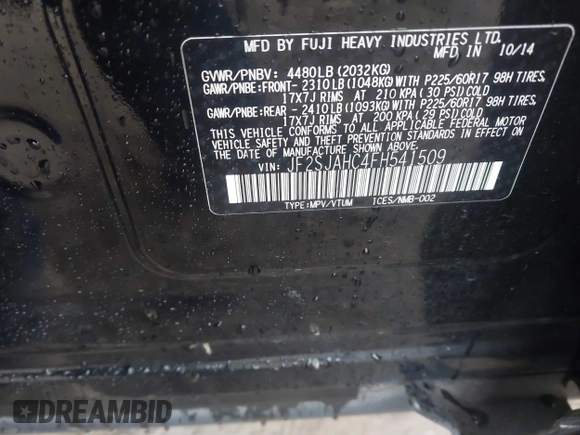 MFD BY FUJI HEAVY INDUSTRIES LTD.
MFD. IN 10/14
GVWR/PNBV: 4480LB (2032KG)
GAWR/PNBE:FRONT- 2310LB (1048KG) WITH P225/60R17 98H TIRES,
17X7J RIMS AT 210 KPA ( 30 PSI) COLD
GAWR/PNBE:REAR - 2410LB (1093KG) WITH P225/60R17 98H TIRES,
17X7J RIMS AT 200 KPA ( 29 PSI) COLD
THIS VEHICLE CONFORMS TO ALL APPLICABLE FEDERAL MOTOR
VEHICLE SAFETY AND THEFT PREVENTION STANDARDS IN EFFECT
ON THE DATE OF MANUFACTURE SHOWN ABOVE.
VIN: JF2SJAHC4FH541509
TYPE:MPV/VTUM ICES/NMB-002
DREAMBID